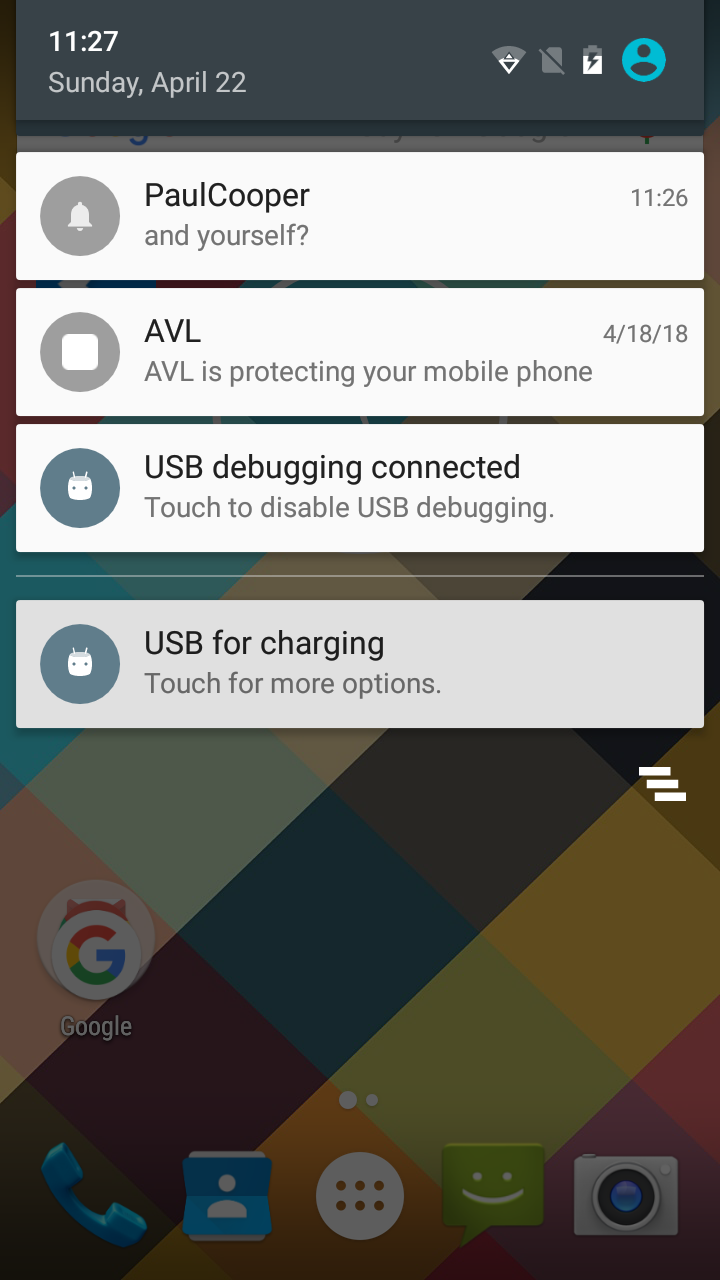 11:27
Sunday, April 22
PaulCooper
11:26
and yourself?
AVL
4/18/18
AVL is protecting your mobile phone
USB debugging connected
Touch to disable USB debugging.
USB for charging
Touch for more options.
Google